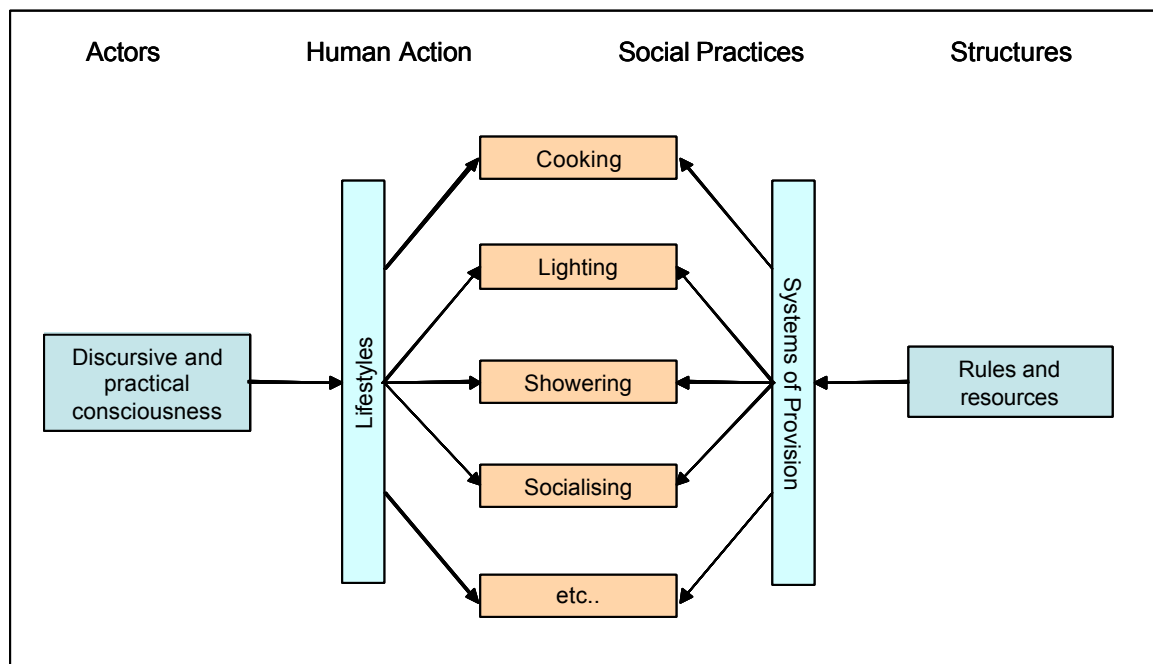 Actors
Human Action
Social Practices
Structures
Cooking
Lighting
Showering
Socialising
etc..
Discursive and
practical
consciousness
Lifestyles
Systems of Provision
Rules and
resources